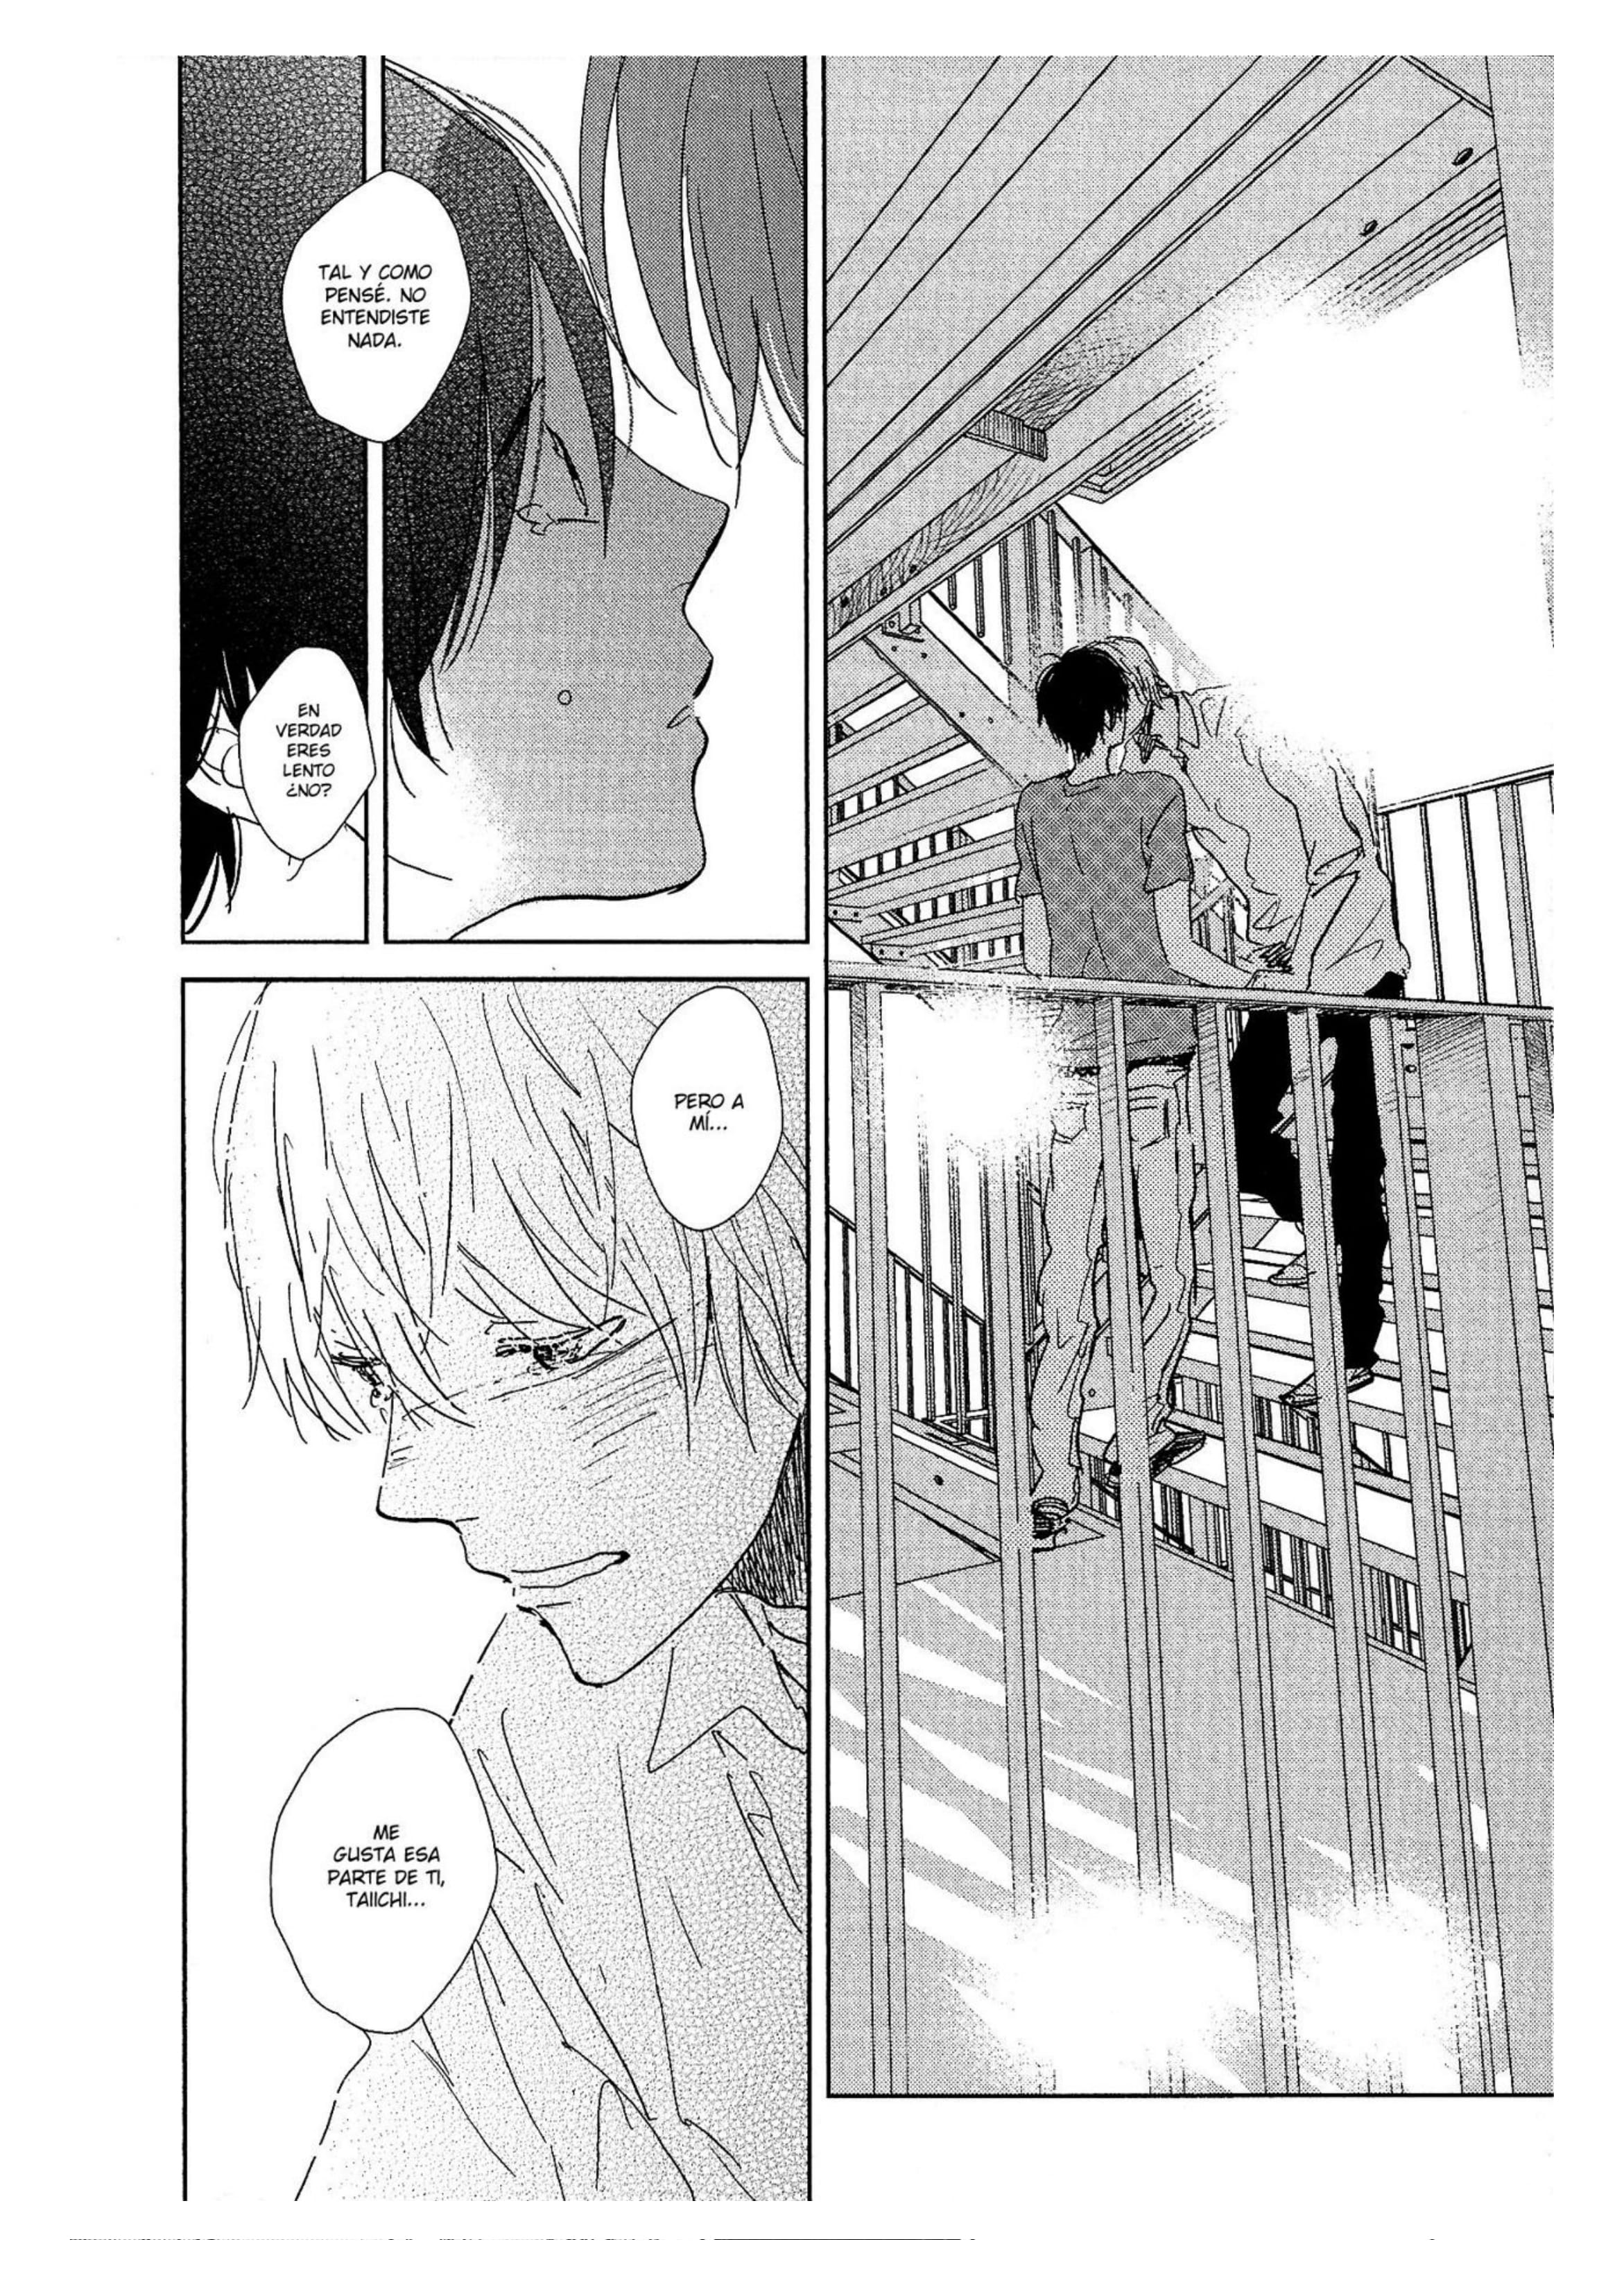 TAL Y COMO
PENSÉ. NO
ENTENDISTE
NADA.
EN
VERDAD
ERES
LENTO
¿NO?
PERO A
MÍ...
ME
GUSTA ESA
PARTE DE TI,
TAIICHI...